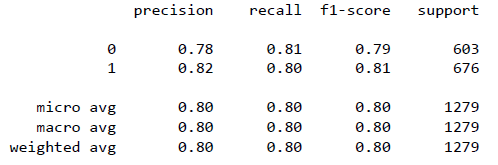 precision recall f1-score support
0 0.78 0.81 0.79 603
1 0.82 0.80 0.81 676
micro avg 0.80 0.80 0.80 1279
macro avg 0.80 0.80 0.80 1279
weighted avg 0.80 0.80 0.80 1279